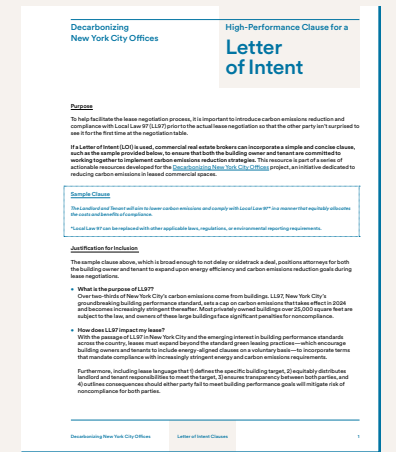 Decarbonizing
New York City Offices
High-Performance Clause for a
Letter
of Intent
Purpose
To help facilitate the lease negotiation process, it is important to introduce carbon emissions reduction and
compliance with Local Law 97 (LL97) prior to the actual lease negotiation so that the other party isn't surprised to
see it for the first time at the negotiation table.
If a Letter of Intent (LOI) is used, commercial real estate brokers can incorporate a simple and concise clause,
such as the sample provided below, to ensure that both the building owner and tenant are committed to
working together to implement carbon emissions reduction strategies. This resource is part of a series of
actionable resources developed for the Decarbonizing New York City Offices project, an initiative dedicated to
reducing carbon emissions in leased commercial spaces.
Sample Clause
The Landlord and Tenant will aim to lower carbon emissions and comply with Local Law 97* in a manner that equitably allocates
the costs and benefits of compliance.
*Local Law 97 can be replaced with other applicable laws, regulations, or environmental reporting requirements.
Justification for Inclusion
The sample clause above, which is broad enough to not delay or sidetrack a deal, positions attorneys for both
the building owner and tenant to expand upon energy efficiency and carbon emissions reduction goals during
lease negotiations.
• What is the purpose of LL97?
Over two-thirds of New York City's carbon emissions come from buildings. LL97, New York City's
groundbreaking building performance standard, sets a cap on carbon emissions that takes effect in 2024
and becomes increasingly stringent thereafter. Most privately owned buildings over 25,000 square feet are
subject to the law, and owners of these large buildings face significant penalties for noncompliance.
• How does LL97 impact my lease?
With the passage of LL97 in New York City and the emerging interest in building performance standards
across the country, leases must expand beyond the standard green leasing practices—which encourage
building owners and tenants to include energy-aligned clauses on a voluntary basis—to incorporate terms
that mandate compliance with increasingly stringent energy and carbon emissions requirements.
Furthermore, including lease language that 1) defines the specific building target, 2) equitably distributes
landlord and tenant responsibilities to meet the target, 3) ensures transparency between both parties, and
4) outlines consequences should either party fail to meet building performance goals will mitigate risk of
noncompliance for both parties.
Decarbonizing New York City Offices
Letter of Intent Clauses
1